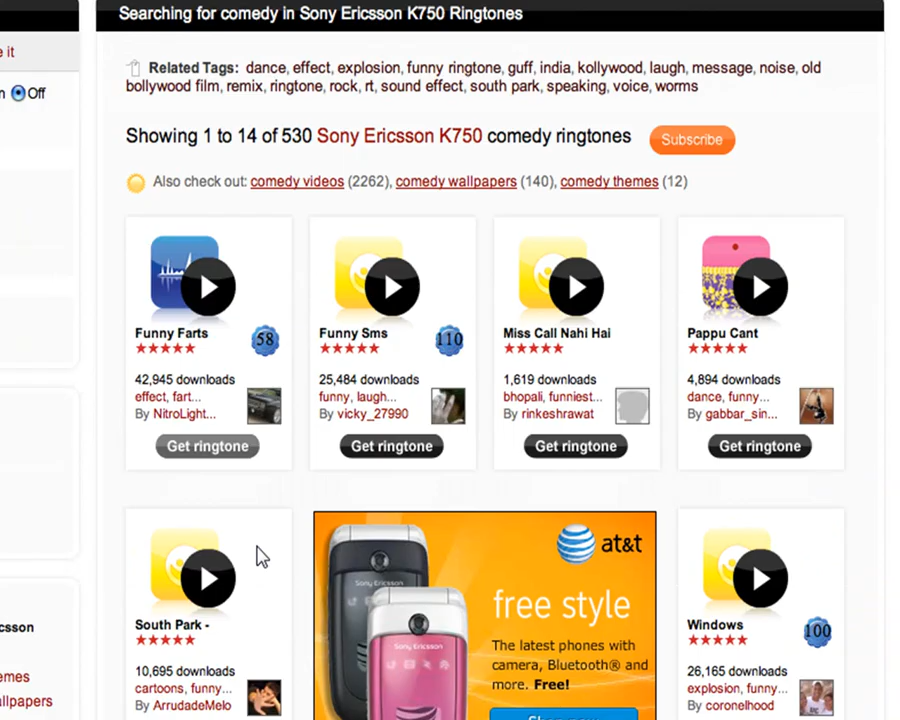 Searching for comedy in Sony Ericsson K750 Ringtones
e it
n Off
Related Tags: dance, effect, explosion, funny ringtone, guff, india, kollywood, laugh, message, noise, old
bollywood film, remix, ringtone, rock, rt, sound effect, south park, speaking, voice, worms
Showing 1 to 14 of 530 Sony Ericsson K750 comedy ringtones Subscribe
Also check out: comedy videos (2262), comedy wallpapers (140), comedy themes (12)
Funny Farts 58
42,945 downloads
effect, fart...
By NitroLight...
Get ringtone
Funny Sms 110
25,484 downloads
funny, laugh...
By vicky_27990
Get ringtone
Miss Call Nahi Hai
1,619 downloads
bhopali, funniest...
By rinkeshrawat
Get ringtone
Pappu Cant
4,894 downloads
dance, funny...
By gabbar_sin...
Get ringtone
csson
emes
allpapers
South Park -
10,695 downloads
cartoons, funny...
By ArrudadeMelo
at&t
Sony Ericsson
Sony Ericsson
free style
The latest phones with
camera, Bluetooth® and
more. Free!
Windows 100
26,165 downloads
explosion, funny...
By coronelhood